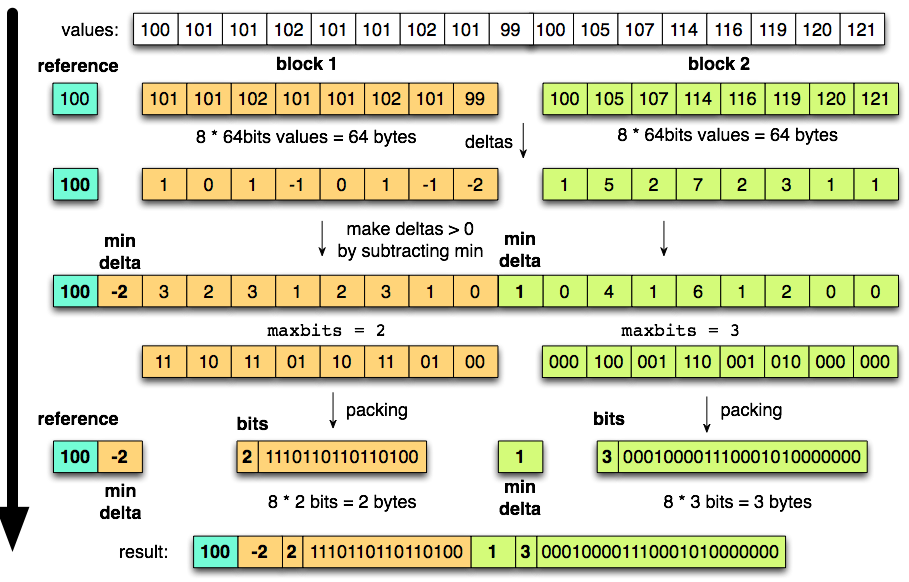 values: 100 101 101 102 101 101 102 101 99 100 105 107 114 116 119 120 121
reference block 1 block 2
100 101 101 102 101 101 102 101 99 100 105 107 114 116 119 120 121
8 * 64bits values = 64 bytes deltas 8 * 64bits values = 64 bytes
100 1 0 1 -1 0 1 -1 -2 1 5 2 7 2 3 1 1
make deltas > 0
by subtracting min
min
delta
min
delta
100 -2 3 2 3 1 2 3 1 0 1 0 4 1 6 1 2 0 0
maxbits = 2 maxbits = 3
11 10 11 01 10 11 01 00 000 100 001 110 001 010 000 000
packing packing
reference bits bits
100 -2 2 1110110110110100 1 3 000100001110001010000000
min
delta
8 * 2 bits = 2 bytes
min
delta
8 * 3 bits = 3 bytes
result: 100 -2 2 1110110110110100 1 3 000100001110001010000000